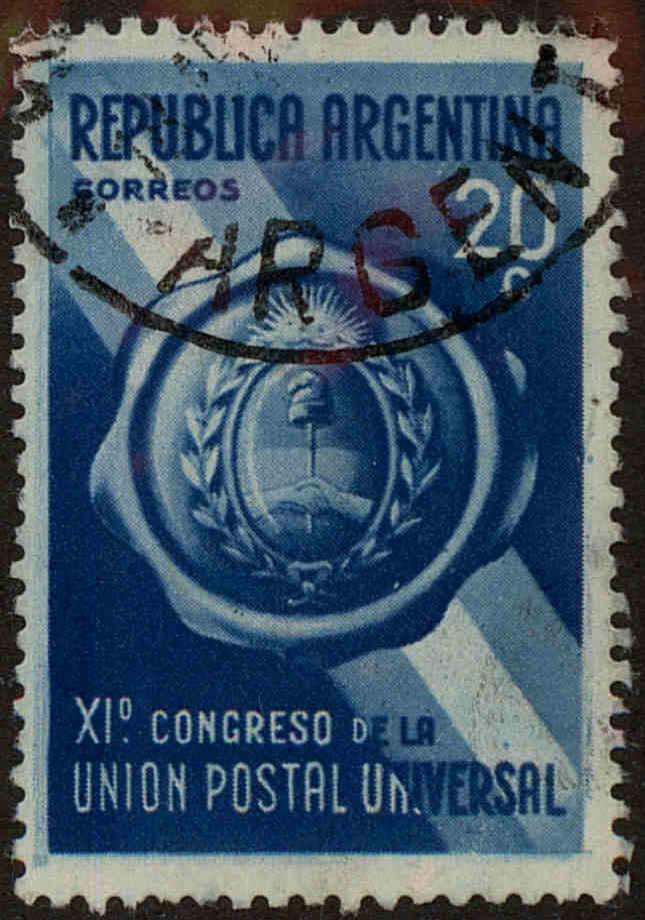 REPUBLICA ARGENTINA
CORREOS
20
c
ARGEN
XIº. CONGRESO DE LA
UNION POSTAL UNIVERSAL